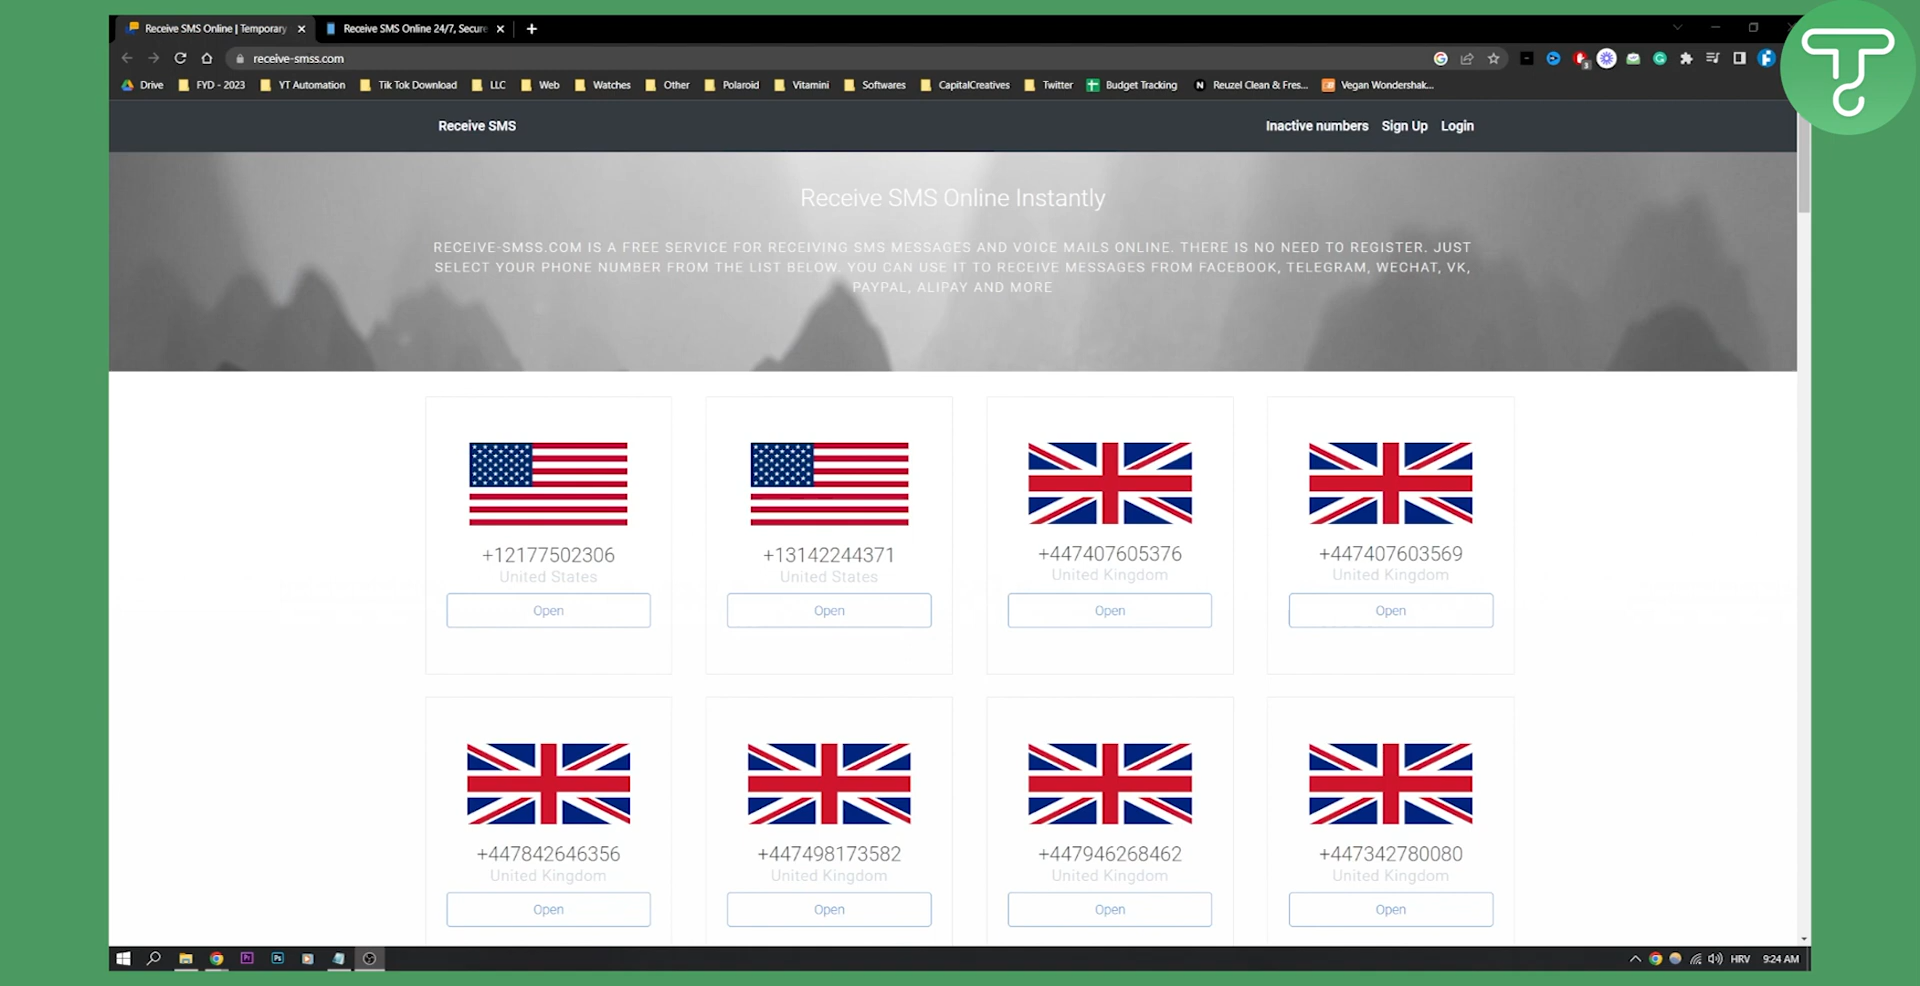 Receive SMS Online | Temporary
Receive SMS Online 24/7, Secure
receive-smss.com
3
Drive FYD - 2023 YT Automation Tik Tok Download LLC Web Watches Other Polaroid Vitamini Softwares CapitalCreatives Twitter Budget Tracking Reuzel Clean & Fres... Vegan Wondershak...
Receive SMS Inactive numbers Sign Up Login
Receive SMS Online Instantly
RECEIVE-SMSS.COM IS A FREE SERVICE FOR RECEIVING SMS MESSAGES AND VOICE MAILS ONLINE. THERE IS NO NEED TO REGISTER. JUST
SELECT YOUR PHONE NUMBER FROM THE LIST BELOW. YOU CAN USE IT TO RECEIVE MESSAGES FROM FACEBOOK, TELEGRAM, WECHAT, VK,
PAYPAL, ALIPAY AND MORE
+12177502306
United States
Open
+13142244371
United States
Open
+447407605376
United Kingdom
Open
+447407603569
United Kingdom
Open
+447842646356
United Kingdom
Open
+447498173582
United Kingdom
Open
+447946268462
United Kingdom
Open
+447342780080
United Kingdom
Open
Pr Ps
HRV 9:24 AM